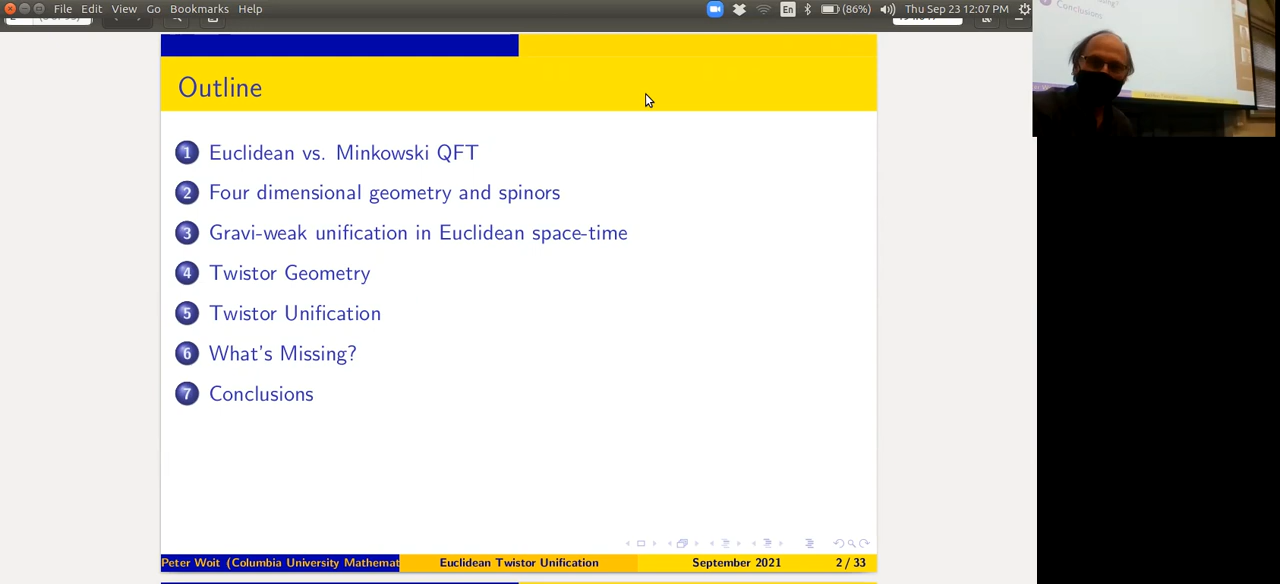 File Edit View Go Bookmarks Help
En (86%) Thu Sep 23 12:07 PM
Outline
1 Euclidean vs. Minkowski QFT
2 Four dimensional geometry and spinors
3 Gravi-weak unification in Euclidean space-time
4 Twistor Geometry
5 Twistor Unification
6 What's Missing?
7 Conclusions
Peter Woit (Columbia University Mathemat Euclidean Twistor Unification September 2021 2 / 33
Conclusions